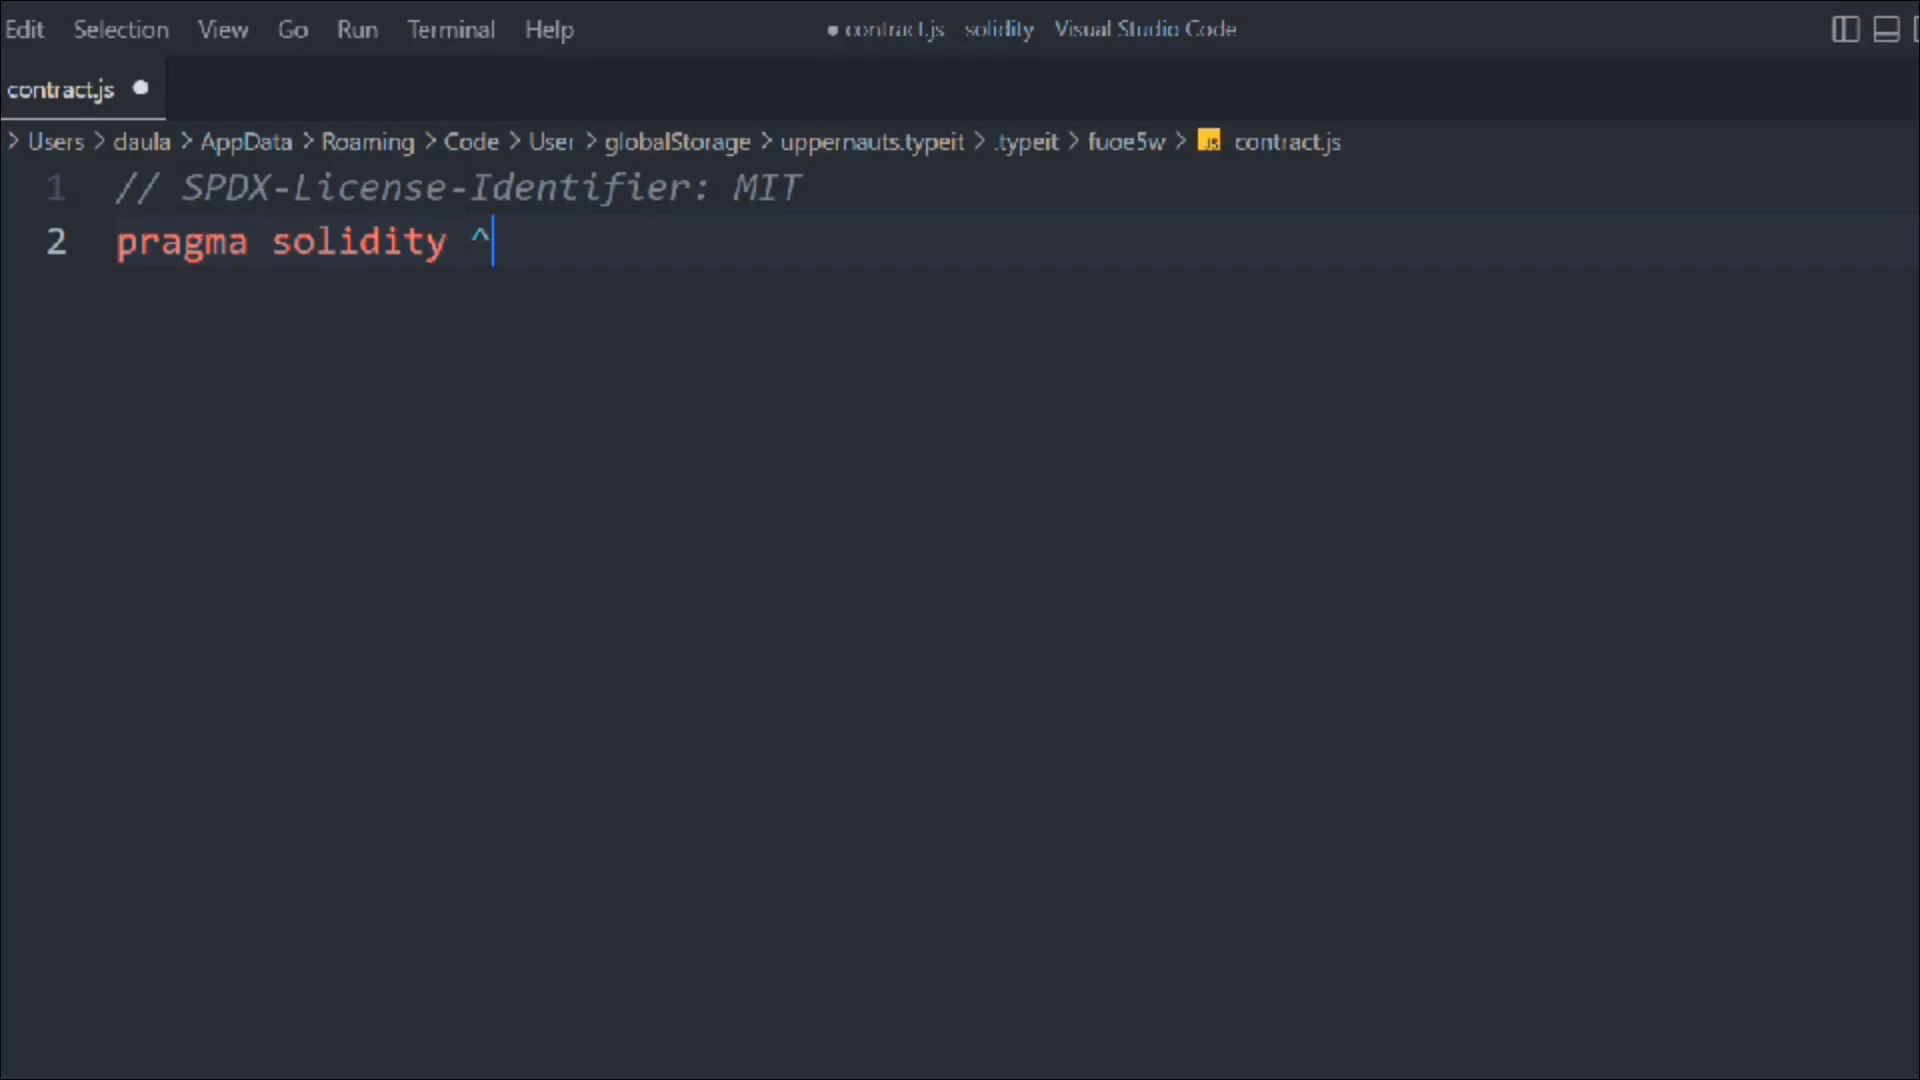 Edit Selection View Go Run Terminal Help ● contract.js solidity Visual Studio Code
contract.js ●
> Users > daula > AppData > Roaming > Code > User > globalStorage > uppernauts.typeit > .typeit > fuoe5w > JS contract.js
1 // SPDX-License-Identifier: MIT
2 pragma solidity ^